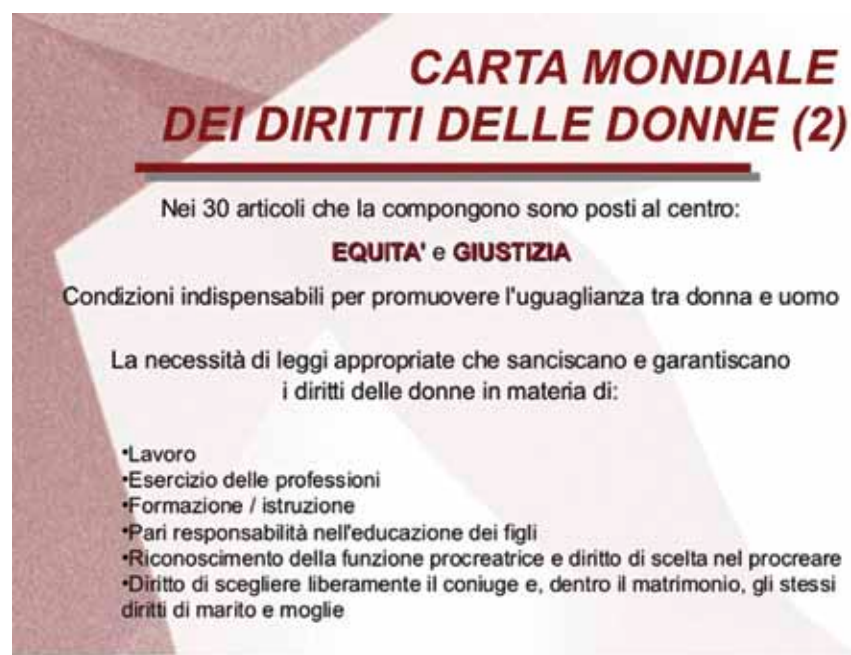 CARTA MONDIALE
DEI DIRITTI DELLE DONNE (2)
Nei 30 articoli che la compongono sono posti al centro:
EQUITA' e GIUSTIZIA
Condizioni indispensabili per promuovere l'uguaglianza tra donna e uomo
La necessità di leggi appropriate che sanciscano e garantiscano
i diritti delle donne in materia di:
•Lavoro
•Esercizio delle professioni
•Formazione / istruzione
•Pari responsabilità nell'educazione dei figli
•Riconoscimento della funzione procreatrice e diritto di scelta nel procreare
•Diritto di scegliere liberamente il coniuge e, dentro il matrimonio, gli stessi
diritti di marito e moglie